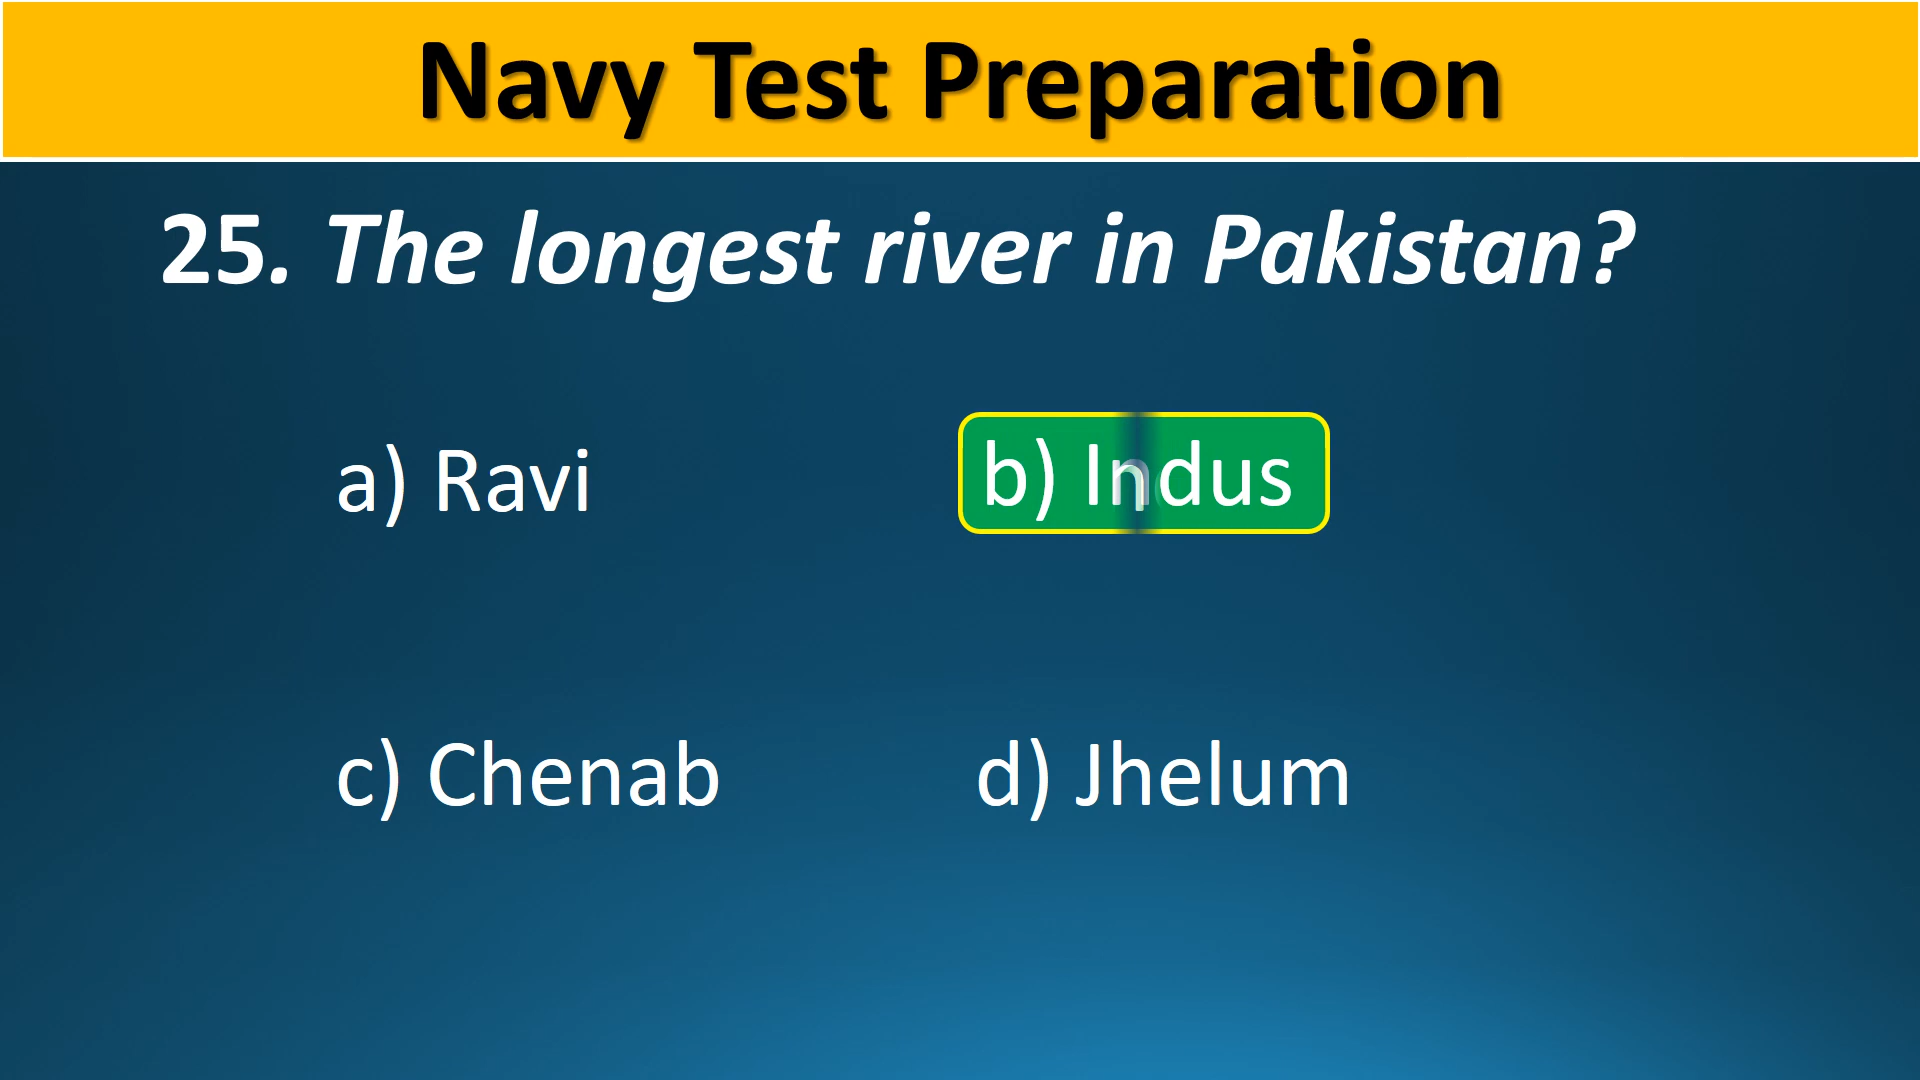 Navy Test Preparation
25. The longest river in Pakistan?
a) Ravi
b) Indus
c) Chenab
d) Jhelum